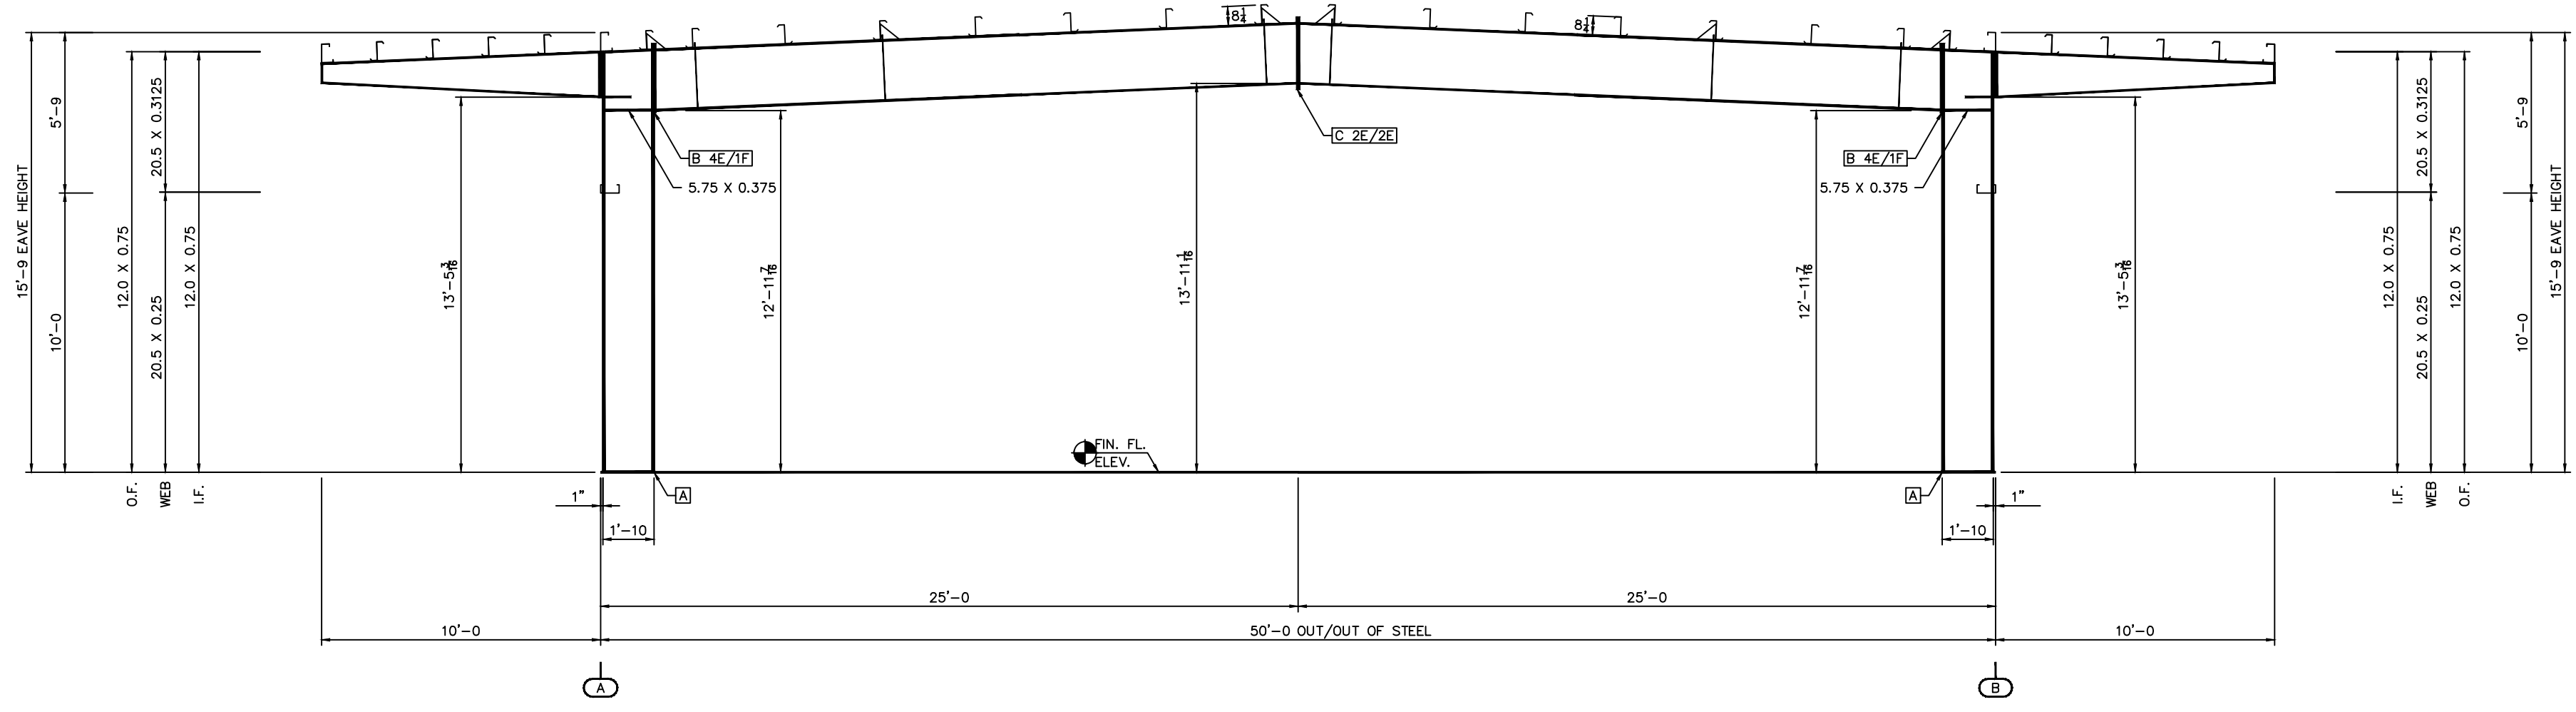 8 1/4
8 1/4
15'-9 EAVE HEIGHT
5'-9
10'-0
12.0 X 0.75
20.5 X 0.3125
20.5 X 0.25
12.0 X 0.75
O.F.
WEB
I.F.
13'-5 3/16
B 4E/1F
5.75 X 0.375
12'-11 7/16
13'-11 1/16
C 2E/2E
FIN. FL.
ELEV.
B 4E/1F
5.75 X 0.375
12'-11 7/16
13'-5 3/16
12.0 X 0.75
20.5 X 0.3125
20.5 X 0.25
12.0 X 0.75
I.F.
WEB
O.F.
5'-9
10'-0
15'-9 EAVE HEIGHT
A
A
1"
1'-10
1"
1'-10
25'-0
25'-0
10'-0
50'-0 OUT/OUT OF STEEL
10'-0
A
B